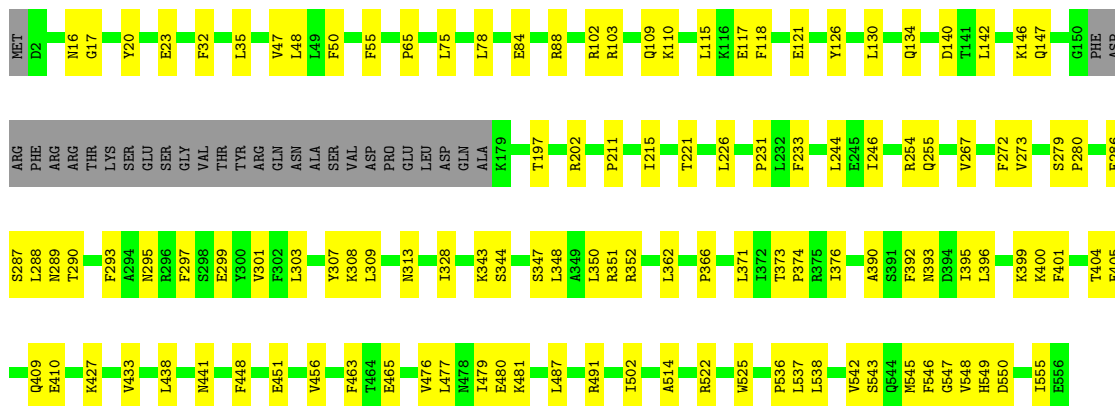 MET D2 N16 G17 Y20 E23 F32 L35 V47 L48 L49 F50 F55 P65 L75 L78 E84 R88 R102 R103 Q109 K110 L115 K116 E117 F118 E121 Y126 L130 Q134 D140 T141 L142 K146 Q147 G150 PHE ASP
ARG PHE ARG ARG THR LYS SER GLU SER GLY VAL THR TYR ARG GLN ASN ALA SER VAL ASP PRO GLU LEU ASP GLN ALA K179 T197 R202 P211 I215 T221 L226 P231 L232 F233 L244 E245 I246 R254 Q255 V267 F272 V273 S279 P280
S287 L288 N289 T290 F293 A294 N295 R296 F297 S298 E299 Y300 V301 F302 L303 Y307 K308 L309 N313 I328 K343 S344 S347 L348 A349 L350 R351 R352 L362 P366 L371 I372 T373 P374 R375 I376 A390 S391 F392 N393 D394 I395 L396 K399 K400 F401 T404
Q409 E410 K427 V433 L438 N441 F448 E451 V456 F463 T464 E465 V476 L477 N478 I479 E480 K481 L487 R491 I502 A514 R522 W525 P536 L537 L538 V542 S543 Q544 M545 F546 G547 V548 H549 D550 I555 E556